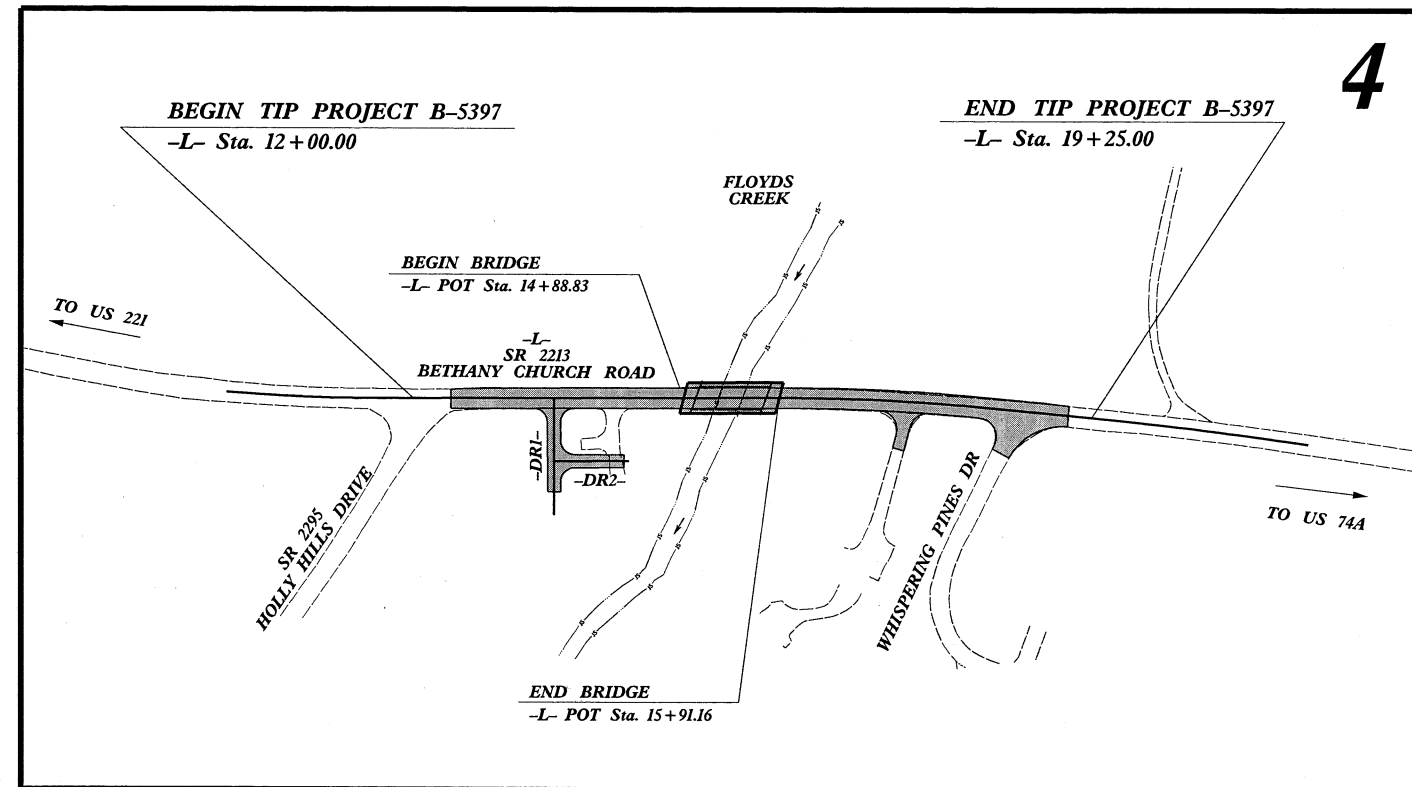 4
BEGIN TIP PROJECT B–5397
–L– Sta. 12+00.00
END TIP PROJECT B–5397
–L– Sta. 19+25.00
FLOYDS
CREEK
BEGIN BRIDGE
–L– POT Sta. 14+88.83
TO US 221
–L–
SR 2213
BETHANY CHURCH ROAD
–DR1–
–DR2–
SR 2295
HOLLY HILLS DRIVE
WHISPERING PINES DR
TO US 74A
END BRIDGE
–L– POT Sta. 15+91.16